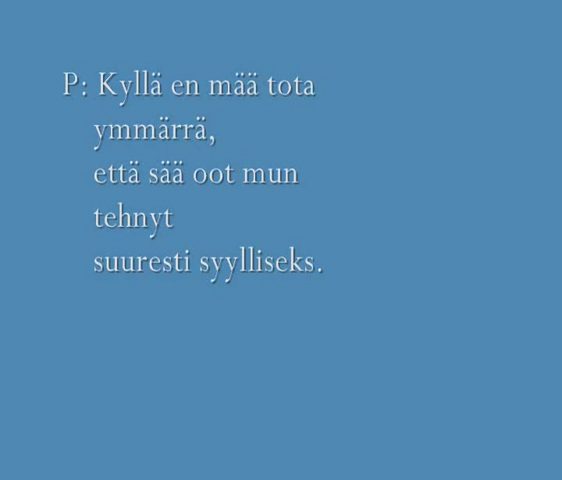 P: Kyllä en mää tota
ymmärrä,
että sää oot mun
tehnyt
suuresti syylliseks.